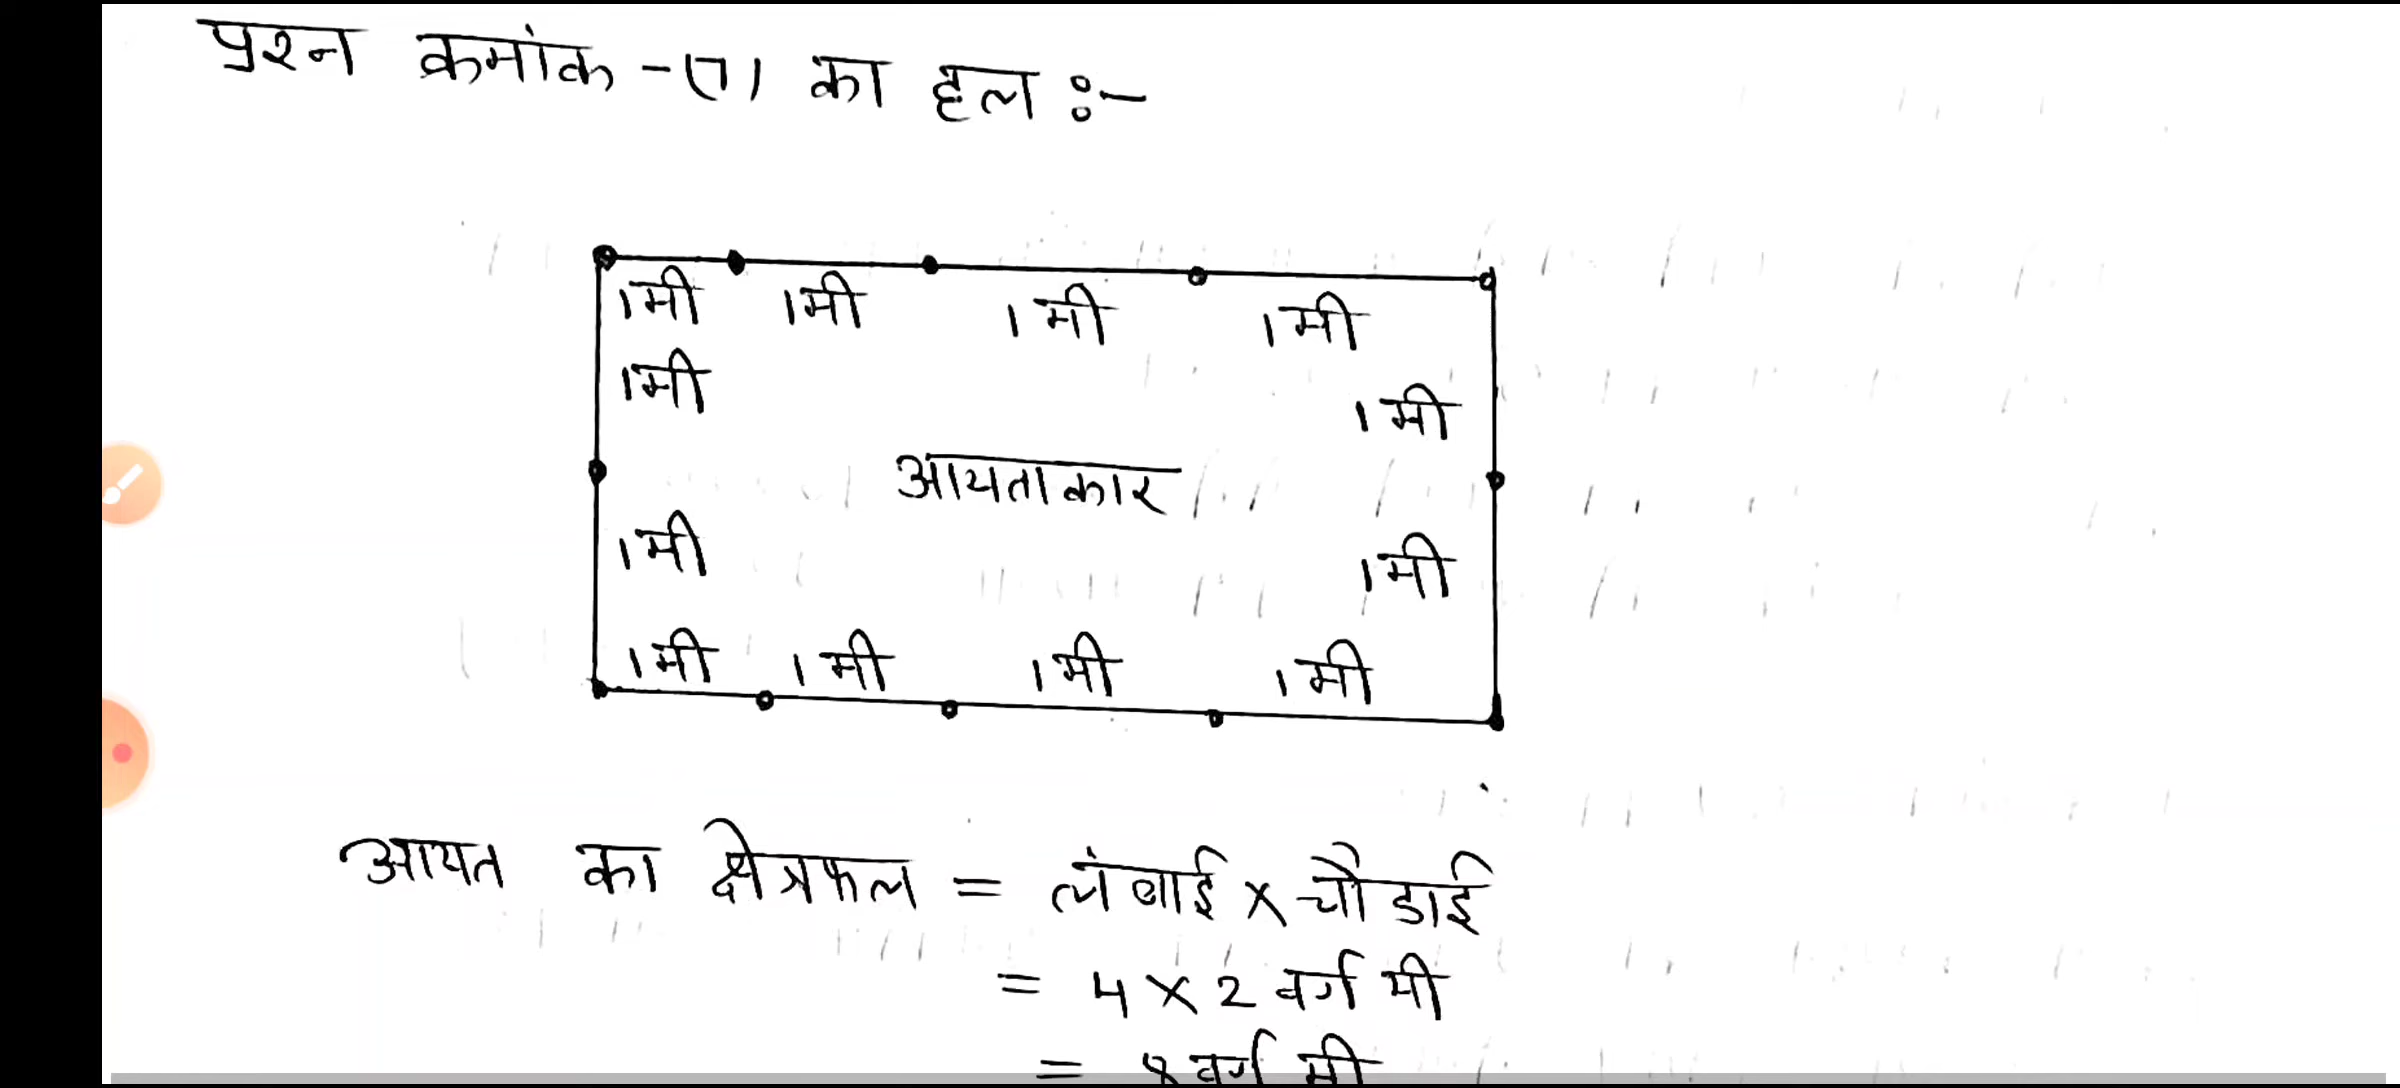 प्रश्न क्रमांक -(7) का हल :-
1मी 1मी 1मी 1मी
1मी 1मी
आयताकार
1मी 1मी
1मी 1मी 1मी 1मी
आयत का क्षेत्रफल = लंबाई x चौडाई
= 4 x 2 वर्ग मी
= 8 वर्ग मी